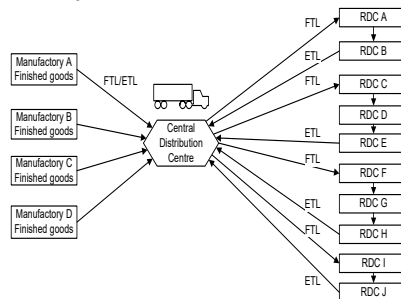 Manufactory A
Finished goods
Manufactory B
Finished goods
Manufactory C
Finished goods
Manufactory D
Finished goods
FTL/ETL
Central
Distribution
Centre
FTL
ETL
FTL
ETL
FTL
ETL
FTL
ETL
RDC A
RDC B
RDC C
RDC D
RDC E
RDC F
RDC G
RDC H
RDC I
RDC J